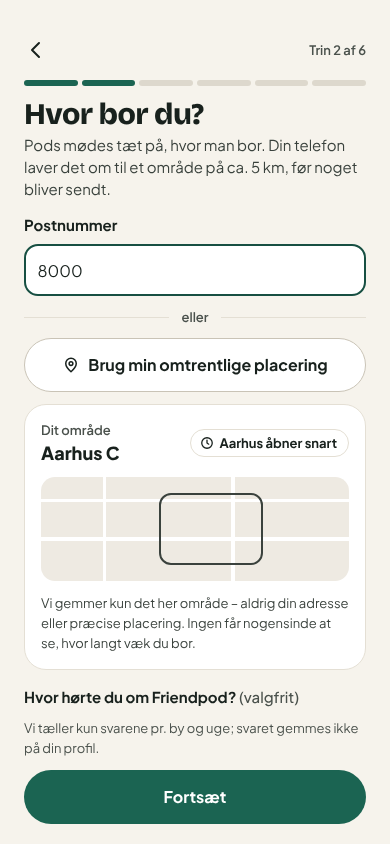 Trin 2 af 6
Hvor bor du?
Pods mødes tæt på, hvor man bor. Din telefon
laver det om til et område på ca. 5 km, før noget
bliver sendt.
Postnummer
8000
eller
Brug min omtrentlige placering
Dit område
Aarhus C
Aarhus åbner snart
Vi gemmer kun det her område – aldrig din adresse
eller præcise placering. Ingen får nogensinde at
se, hvor langt væk du bor.
Hvor hørte du om Friendpod? (valgfrit)
Vi tæller kun svarene pr. by og uge; svaret gemmes ikke
på din profil.
Fortsæt